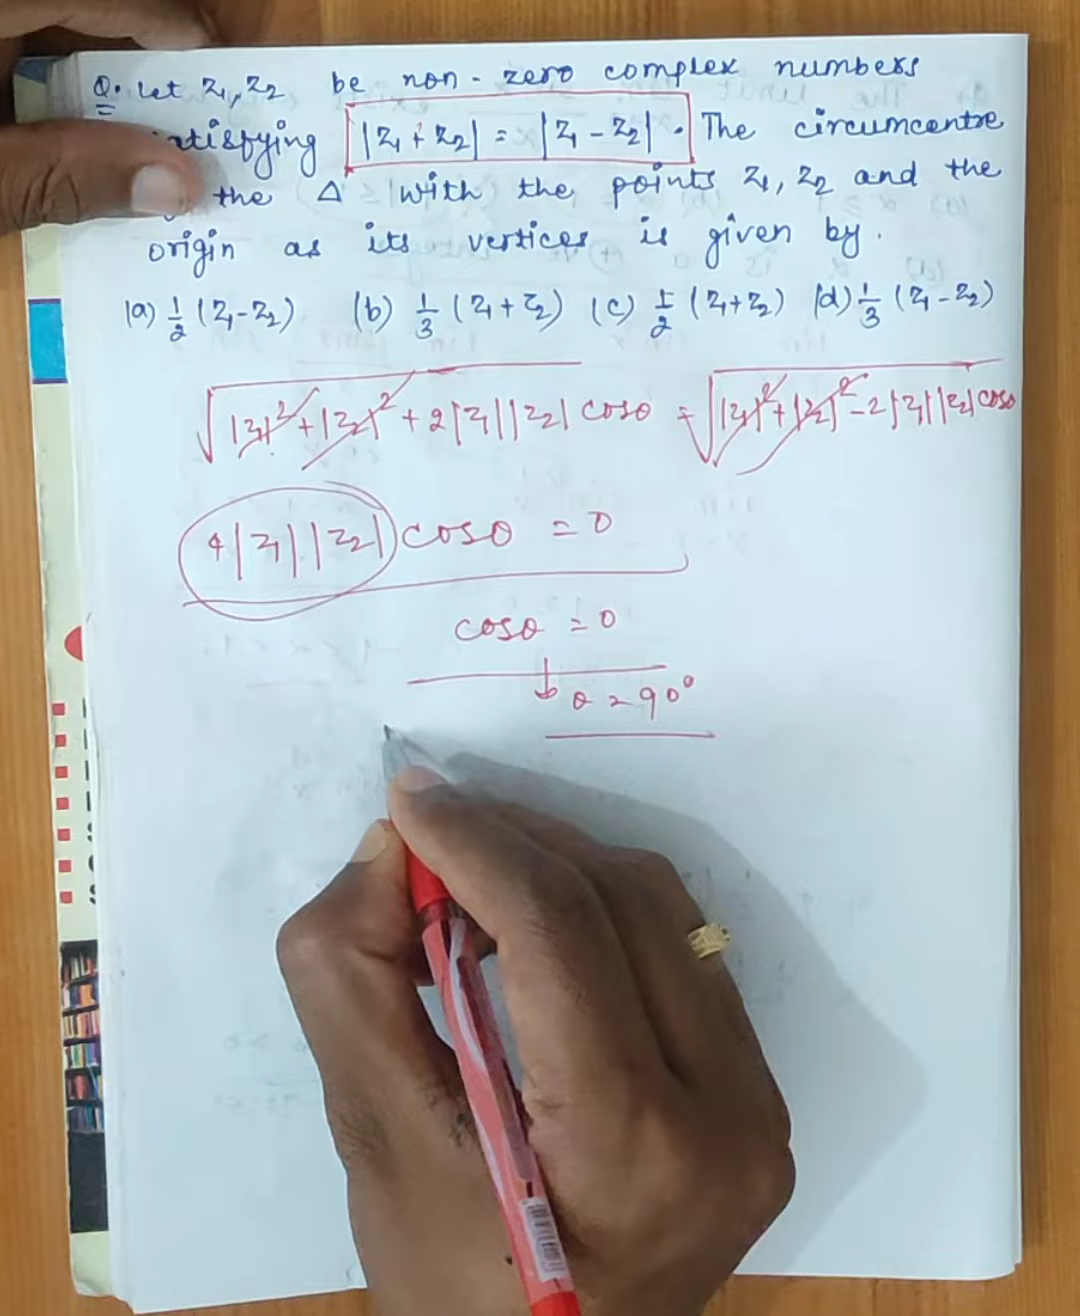 Q. Let Z₁, Z₂ be non-zero complex numbers
atisfying |Z₁ + Z₂| = |Z₁ - Z₂| . The circumcentre
the Δ with the points Z₁, Z₂ and the
origin as its vertices is given by.
(a) 1/2 (Z₁-Z₂) (b) 1/3 (Z₁+Z₂) (c) 1/2 (Z₁+Z₂) (d) 1/3 (Z₁-Z₂)
√|Z₁|²+|Z₂|²+2|Z₁||Z₂| cosθ = √|Z₁|²+|Z₂|²-2|Z₁||Z₂| cosθ
4|Z₁||Z₂| cosθ = 0
cosθ = 0
θ = 90°